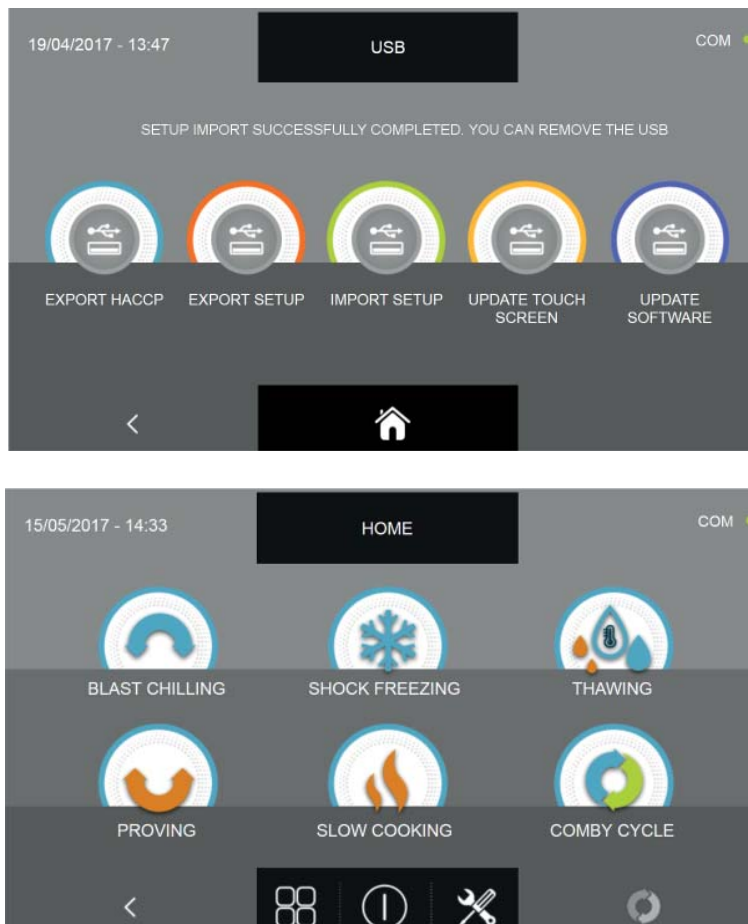 19/04/2017 - 13:47
USB
COM
SETUP IMPORT SUCCESSFULLY COMPLETED. YOU CAN REMOVE THE USB
EXPORT HACCP
EXPORT SETUP
IMPORT SETUP
UPDATE TOUCH
SCREEN
UPDATE
SOFTWARE
15/05/2017 - 14:33
HOME
COM
BLAST CHILLING
SHOCK FREEZING
THAWING
PROVING
SLOW COOKING
COMBY CYCLE